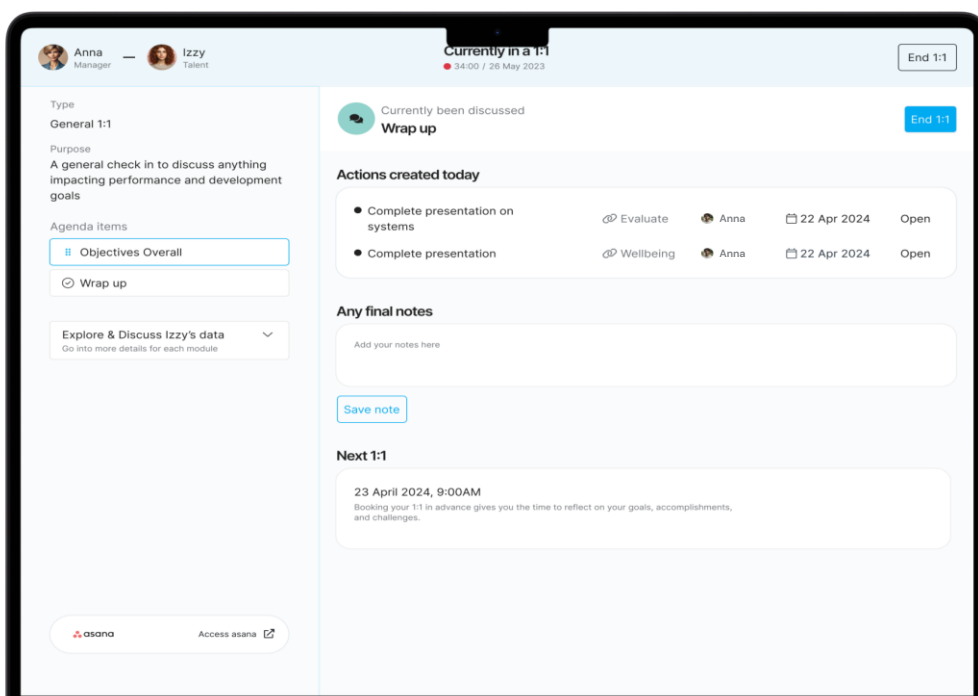 Anna
Manager
Izzy
Talent
Currently in a 1:1
34:00 / 26 May 2023
End 1:1
Type
General 1:1
Purpose
A general check in to discuss anything
impacting performance and development
goals
Agenda items
Objectives Overall
Wrap up
Explore & Discuss Izzy's data
Go into more details for each module
asana
Access asana
Currently been discussed
Wrap up
End 1:1
Actions created today
Complete presentation on
systems
Evaluate
Anna
22 Apr 2024
Open
Complete presentation
Wellbeing
Anna
22 Apr 2024
Open
Any final notes
Add your notes here
Save note
Next 1:1
23 April 2024, 9:00AM
Booking your 1:1 in advance gives you the time to reflect on your goals, accomplishments,
and challenges.